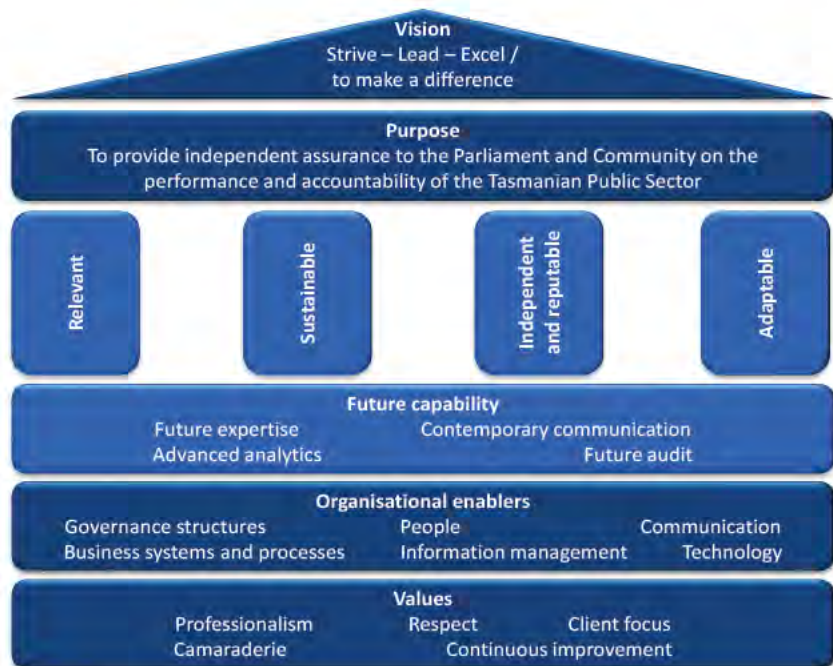 Vision
Strive – Lead – Excel /
to make a difference
Purpose
To provide independent assurance to the Parliament and Community on the
performance and accountability of the Tasmanian Public Sector
Relevant
Sustainable
Independent
and reputable
Adaptable
Future capability
Future expertise Contemporary communication
Advanced analytics Future audit
Organisational enablers
Governance structures People Communication
Business systems and processes Information management Technology
Values
Professionalism Respect Client focus
Camaraderie Continuous improvement